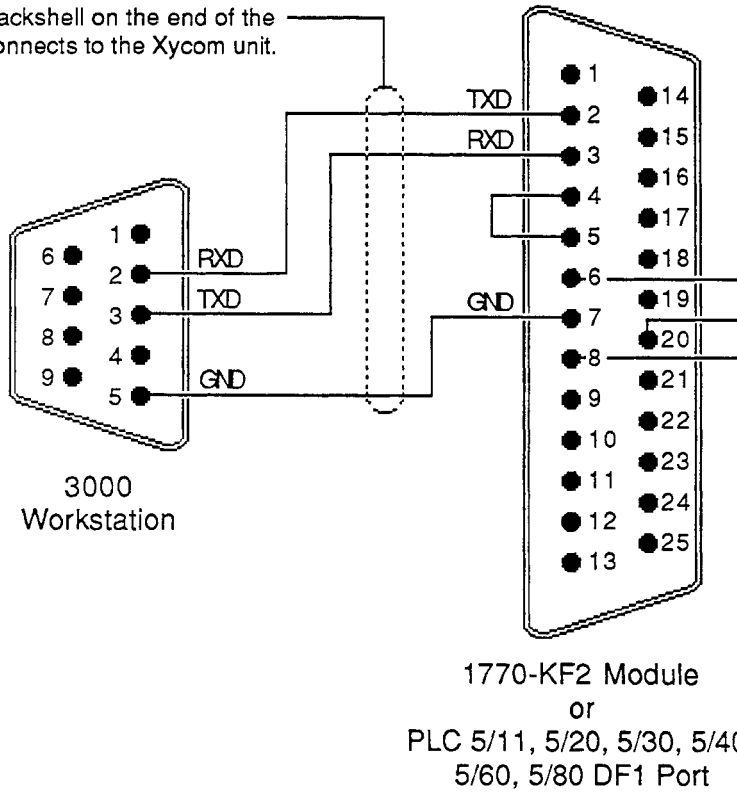 ackshell on the end of the
onnects to the Xycom unit.
TXD
RXD
1
2
3
4
5
6
7
8
9
10
11
12
13
14
15
16
17
18
19
20
21
22
23
24
25
GND
1
2
3
4
5
6
7
8
9
RXD
TXD
GND
3000
Workstation
1770-KF2 Module
or
PLC 5/11, 5/20, 5/30, 5/40
5/60, 5/80 DF1 Port